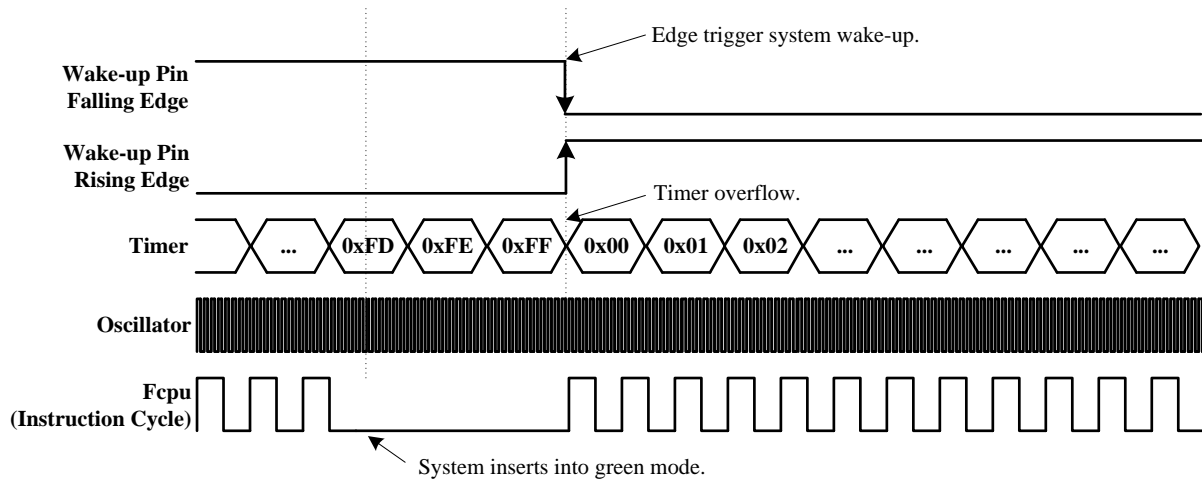 Edge trigger system wake-up.
Wake-up Pin
Falling Edge
Wake-up Pin
Rising Edge
Timer overflow.
Timer ... 0xFD 0xFE 0xFF 0x00 0x01 0x02 ... ... ... ... ...
Oscillator
Fcpu
(Instruction Cycle)
System inserts into green mode.